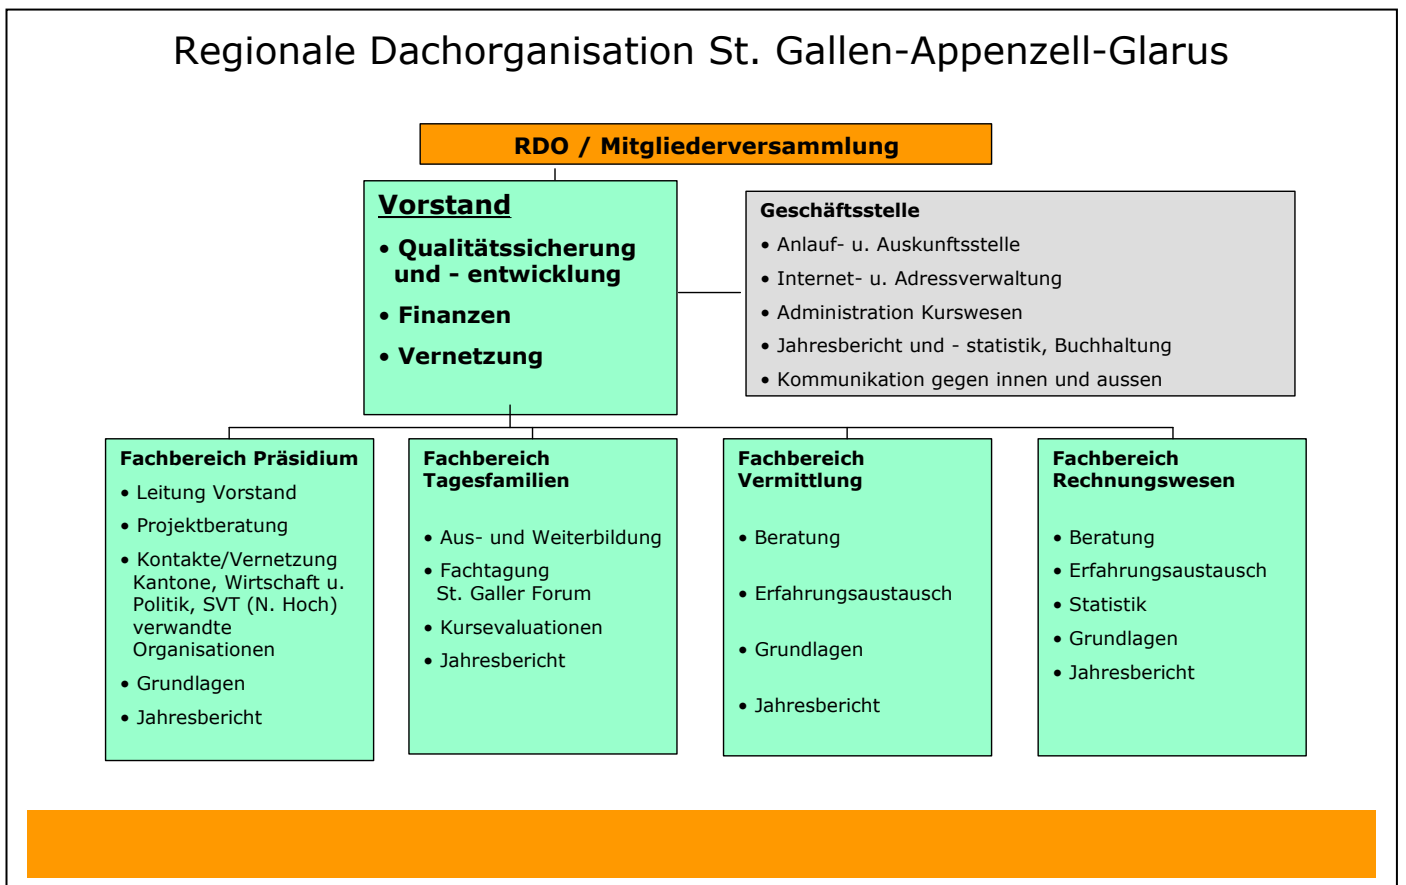 Regionale Dachorganisation St. Gallen-Appenzell-Glarus
RDO / Mitgliederversammlung
Vorstand
• Qualitätssicherung
und - entwicklung
• Finanzen
• Vernetzung
Geschäftsstelle
• Anlauf- u. Auskunftsstelle
• Internet- u. Adressverwaltung
• Administration Kurswesen
• Jahresbericht und - statistik, Buchhaltung
• Kommunikation gegen innen und aussen
Fachbereich Präsidium
• Leitung Vorstand
• Projektberatung
• Kontakte/Vernetzung
Kantone, Wirtschaft u.
Politik, SVT (N. Hoch)
verwandte
Organisationen
• Grundlagen
• Jahresbericht
Fachbereich
Tagesfamilien
• Aus- und Weiterbildung
• Fachtagung
St. Galler Forum
• Kursevaluationen
• Jahresbericht
Fachbereich
Vermittlung
• Beratung
• Erfahrungsaustausch
• Grundlagen
• Jahresbericht
Fachbereich
Rechnungswesen
• Beratung
• Erfahrungsaustausch
• Statistik
• Grundlagen
• Jahresbericht